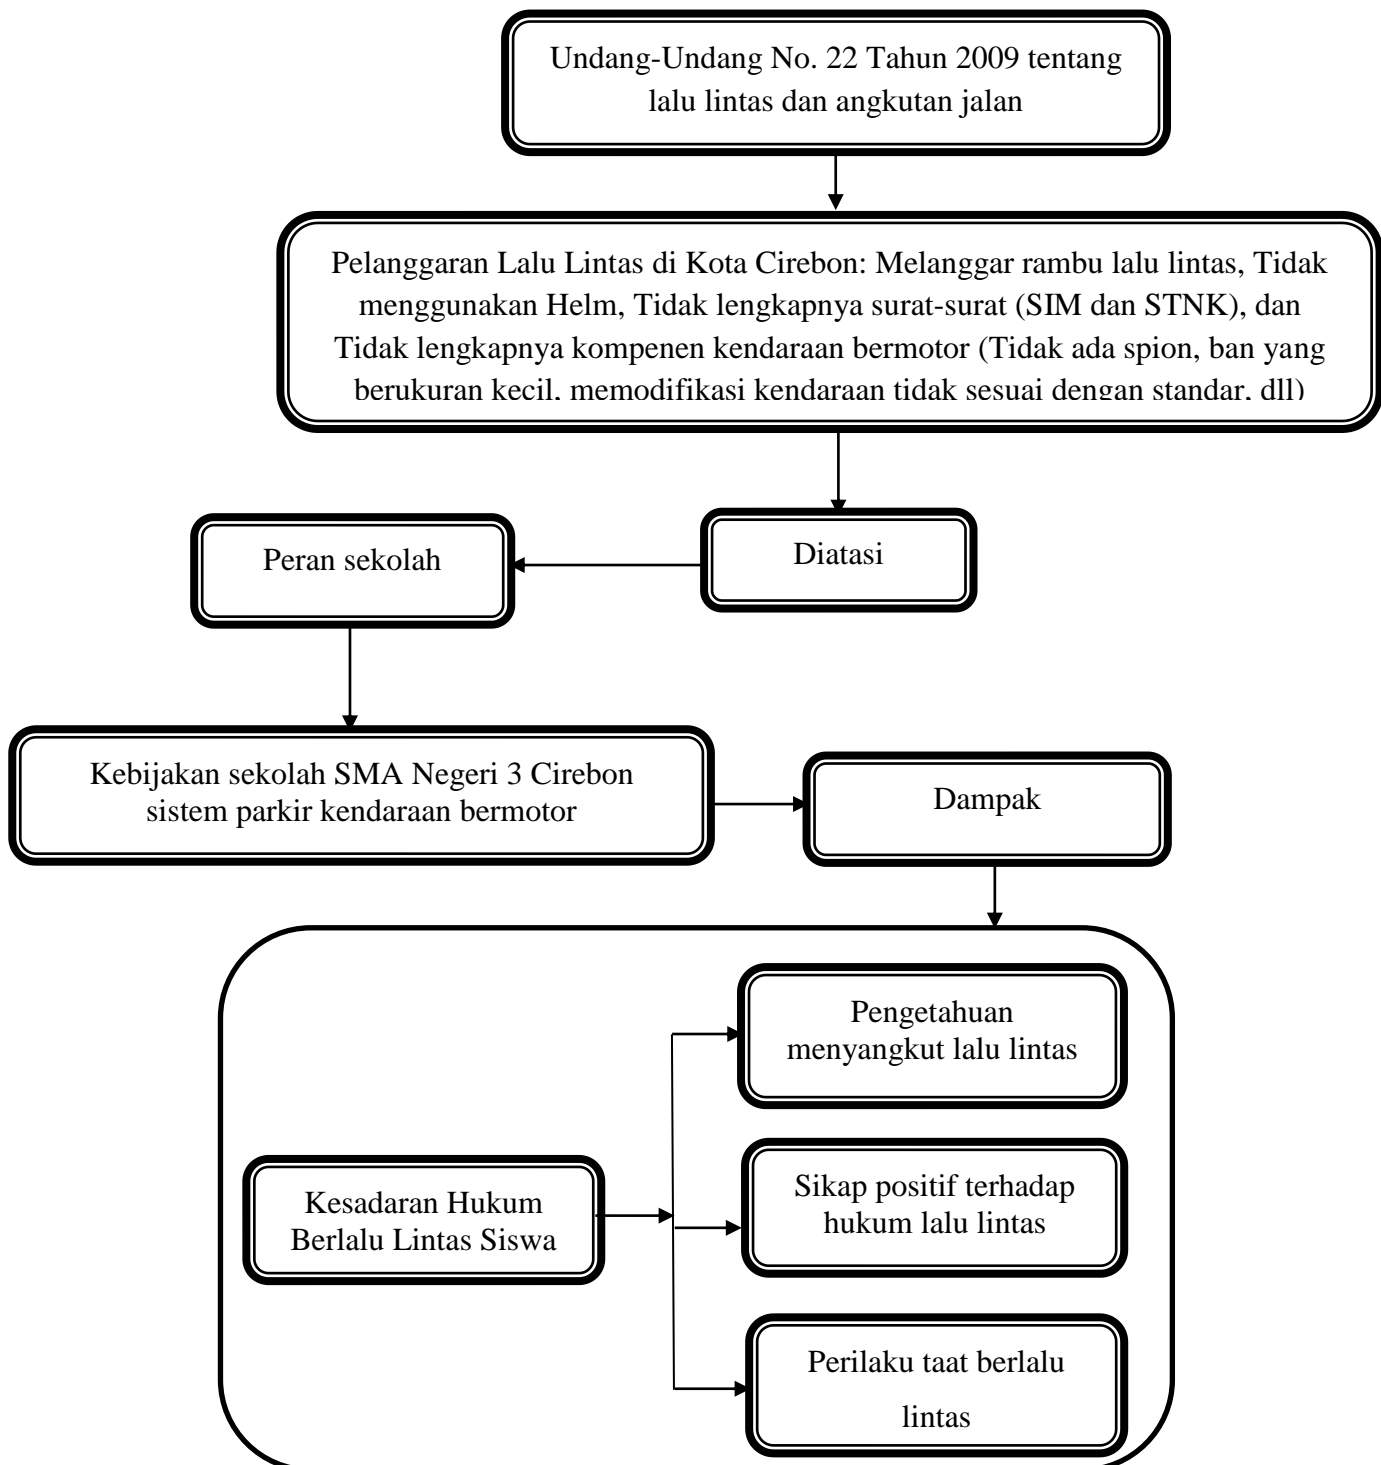 Undang-Undang No. 22 Tahun 2009 tentang
lalu lintas dan angkutan jalan
Pelanggaran Lalu Lintas di Kota Cirebon: Melanggar rambu lalu lintas, Tidak
menggunakan Helm, Tidak lengkapnya surat-surat (SIM dan STNK), dan
Tidak lengkapnya kompenen kendaraan bermotor (Tidak ada spion, ban yang
berukuran kecil, memodifikasi kendaraan tidak sesuai dengan standar, dll)
Diatasi
Peran sekolah
Kebijakan sekolah SMA Negeri 3 Cirebon
sistem parkir kendaraan bermotor
Dampak
Kesadaran Hukum
Berlalu Lintas Siswa
Pengetahuan
menyangkut lalu lintas
Sikap positif terhadap
hukum lalu lintas
Perilaku taat berlalu
lintas